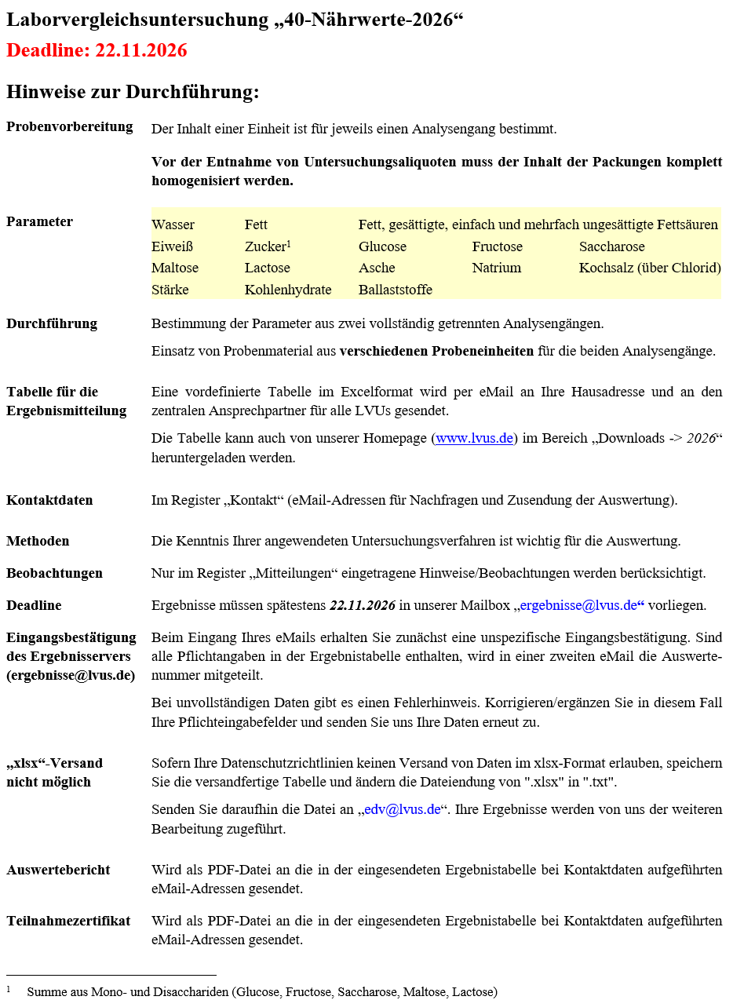 Laborvergleichsuntersuchung „40-Nährwerte-2026“
Deadline: 22.11.2026
Hinweise zur Durchführung:
Probenvorbereitung Der Inhalt einer Einheit ist für jeweils einen Analysengang bestimmt.
Vor der Entnahme von Untersuchungsaliquoten muss der Inhalt der Packungen komplett
homogenisiert werden.
Parameter Wasser Fett Fett, gesättigte, einfach und mehrfach ungesättigte Fettsäuren
Eiweiß Zucker¹ Glucose Fructose Saccharose
Maltose Lactose Asche Natrium Kochsalz (über Chlorid)
Stärke Kohlenhydrate Ballaststoffe
Durchführung Bestimmung der Parameter aus zwei vollständig getrennten Analysengängen.
Einsatz von Probenmaterial aus verschiedenen Probeneinheiten für die beiden Analysengänge.
Tabelle für die Eine vordefinierte Tabelle im Excelformat wird per eMail an Ihre Hausadresse und an den
Ergebnismitteilung zentralen Ansprechpartner für alle LVUs gesendet.
Die Tabelle kann auch von unserer Homepage (www.lvus.de) im Bereich „Downloads -> 2026“
heruntergeladen werden.
Kontaktdaten Im Register „Kontakt“ (eMail-Adressen für Nachfragen und Zusendung der Auswertung).
Methoden Die Kenntnis Ihrer angewendeten Untersuchungsverfahren ist wichtig für die Auswertung.
Beobachtungen Nur im Register „Mitteilungen“ eingetragene Hinweise/Beobachtungen werden berücksichtigt.
Deadline Ergebnisse müssen spätestens 22.11.2026 in unserer Mailbox „ergebnisse@lvus.de“ vorliegen.
Eingangsbestätigung Beim Eingang Ihres eMails erhalten Sie zunächst eine unspezifische Eingangsbestätigung. Sind
des Ergebnisservers alle Pflichtangaben in der Ergebnistabelle enthalten, wird in einer zweiten eMail die Auswerte-
(ergebnisse@lvus.de) nummer mitgeteilt.
Bei unvollständigen Daten gibt es einen Fehlerhinweis. Korrigieren/ergänzen Sie in diesem Fall
Ihre Pflichteingabefelder und senden Sie uns Ihre Daten erneut zu.
„xlsx“-Versand Sofern Ihre Datenschutzrichtlinien keinen Versand von Daten im xlsx-Format erlauben, speichern
nicht möglich Sie die versandfertige Tabelle und ändern die Dateiendung von ".xlsx" in ".txt".
Senden Sie daraufhin die Datei an „edv@lvus.de“. Ihre Ergebnisse werden von uns der weiteren
Bearbeitung zugeführt.
Auswertebericht Wird als PDF-Datei an die in der eingesendeten Ergebnistabelle bei Kontaktdaten aufgeführten
eMail-Adressen gesendet.
Teilnahmezertifikat Wird als PDF-Datei an die in der eingesendeten Ergebnistabelle bei Kontaktdaten aufgeführten
eMail-Adressen gesendet.
¹ Summe aus Mono- und Disacchariden (Glucose, Fructose, Saccharose, Maltose, Lactose)